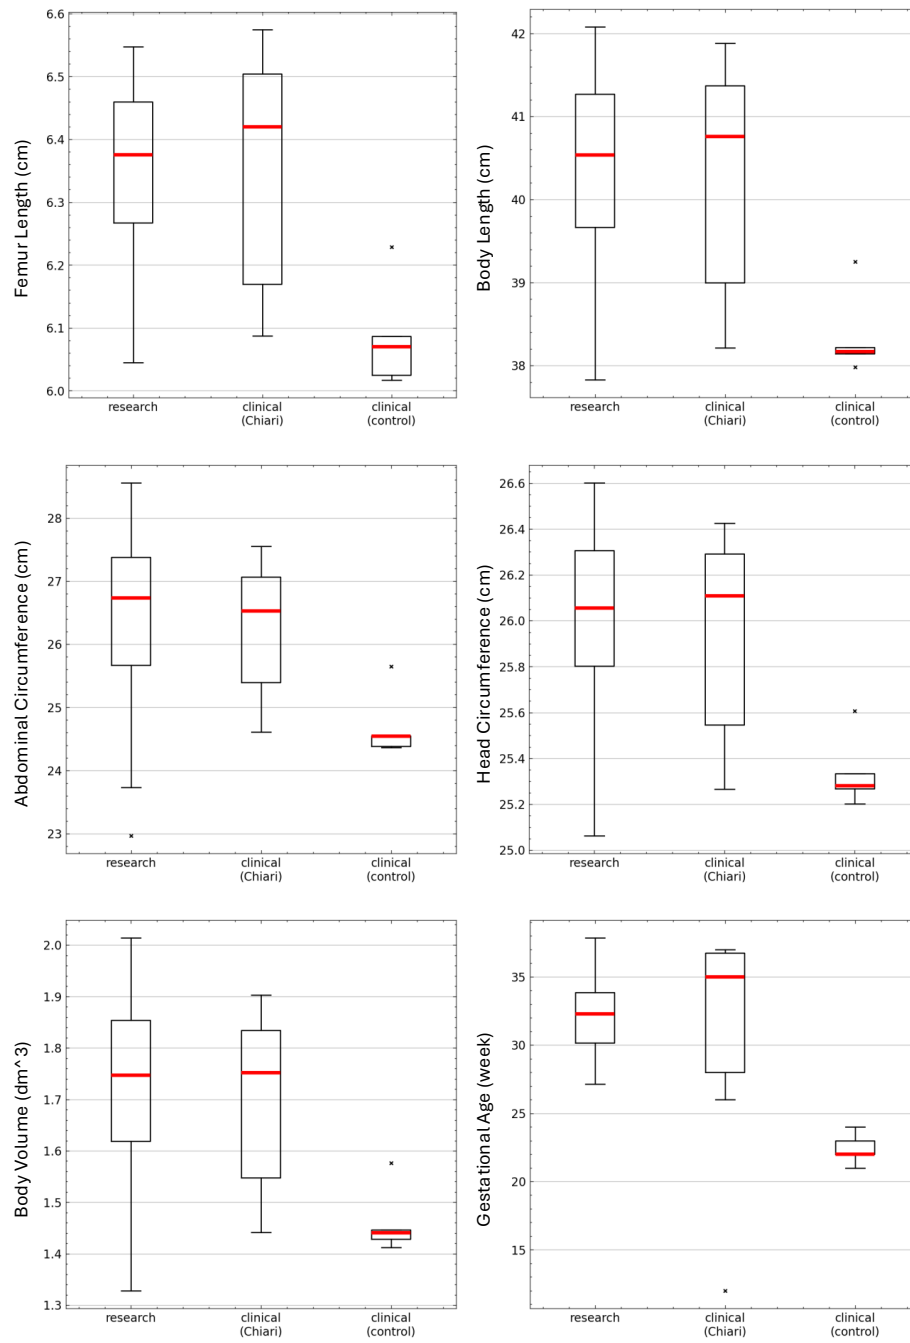 Femur Length (cm)
6.6
6.5
6.4
6.3
6.2
6.1
6.0
research
clinical
(Chiari)
clinical
(control)
Body Length (cm)
42
41
40
39
38
research
clinical
(Chiari)
clinical
(control)
Abdominal Circumference (cm)
28
27
26
25
24
23
research
clinical
(Chiari)
clinical
(control)
Head Circumference (cm)
26.6
26.4
26.2
26.0
25.8
25.6
25.4
25.2
25.0
research
clinical
(Chiari)
clinical
(control)
Body Volume (dm^3)
2.0
1.9
1.8
1.7
1.6
1.5
1.4
1.3
research
clinical
(Chiari)
clinical
(control)
Gestational Age (week)
35
30
25
20
15
research
clinical
(Chiari)
clinical
(control)